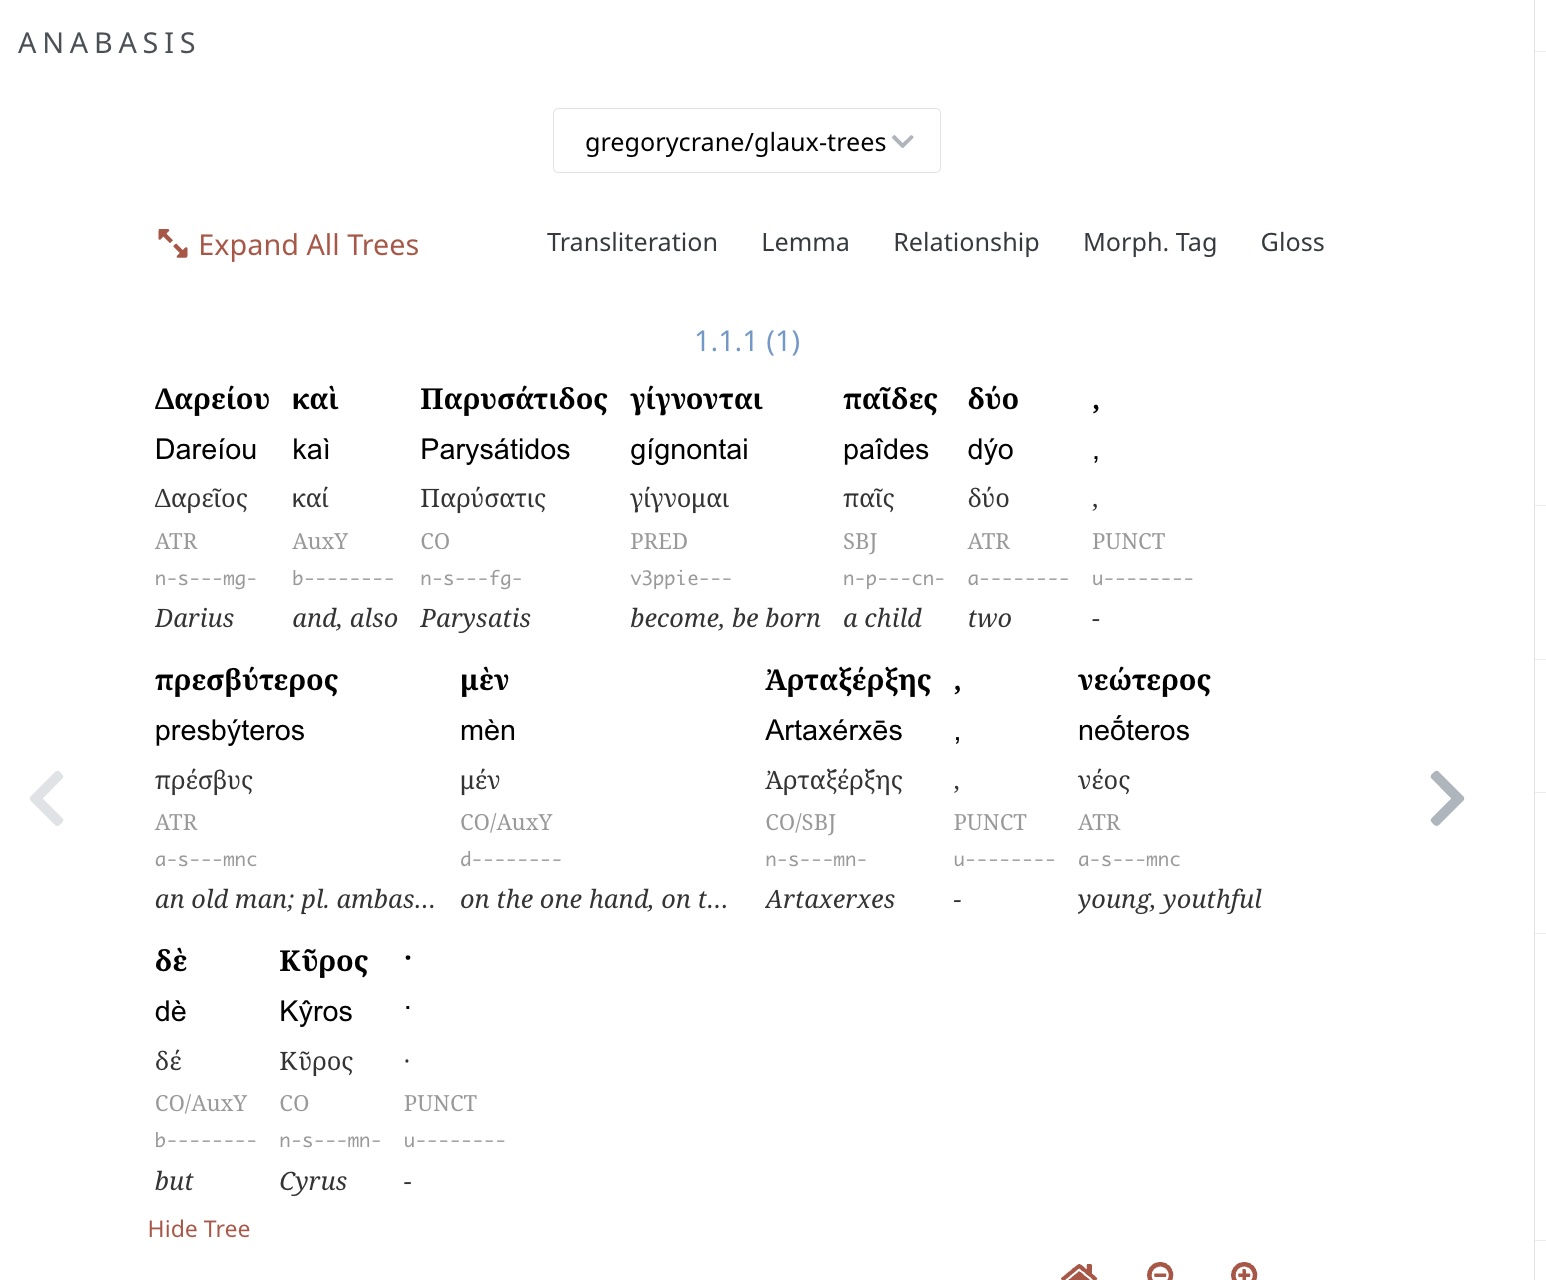 ANABASIS
gregorycrane/glaux-trees
Expand All Trees Transliteration Lemma Relationship Morph. Tag Gloss
1.1.1 (1)
Δαρείου καὶ Παρυσάτιδος γίγνονται παῖδες δύο ,
Dareíou kaì Parysátidos gígnontai paîdes dýo ,
Δαρεῖος καί Παρύσατις γίγνομαι παῖς δύο ,
ATR AuxY CO PRED SBJ ATR PUNCT
n-s---mg- b-------- n-s---fg- v3ppie--- n-p---cn- a-------- u--------
Darius and, also Parysatis become, be born a child two -
πρεσβύτερος μὲν Ἀρταξέρξης , νεώτερος
presbýteros mèn Artaxérxēs , neṓteros
πρέσβυς μέν Ἀρταξέρξης , νέος
ATR CO/AuxY CO/SBJ PUNCT ATR
a-s---mnc d-------- n-s---mn- u-------- a-s---mnc
an old man; pl. ambas... on the one hand, on t... Artaxerxes - young, youthful
δὲ Κῦρος ·
dè Kŷros ·
δέ Κῦρος ·
CO/AuxY CO PUNCT
b-------- n-s---mn- u--------
but Cyrus -
Hide Tree